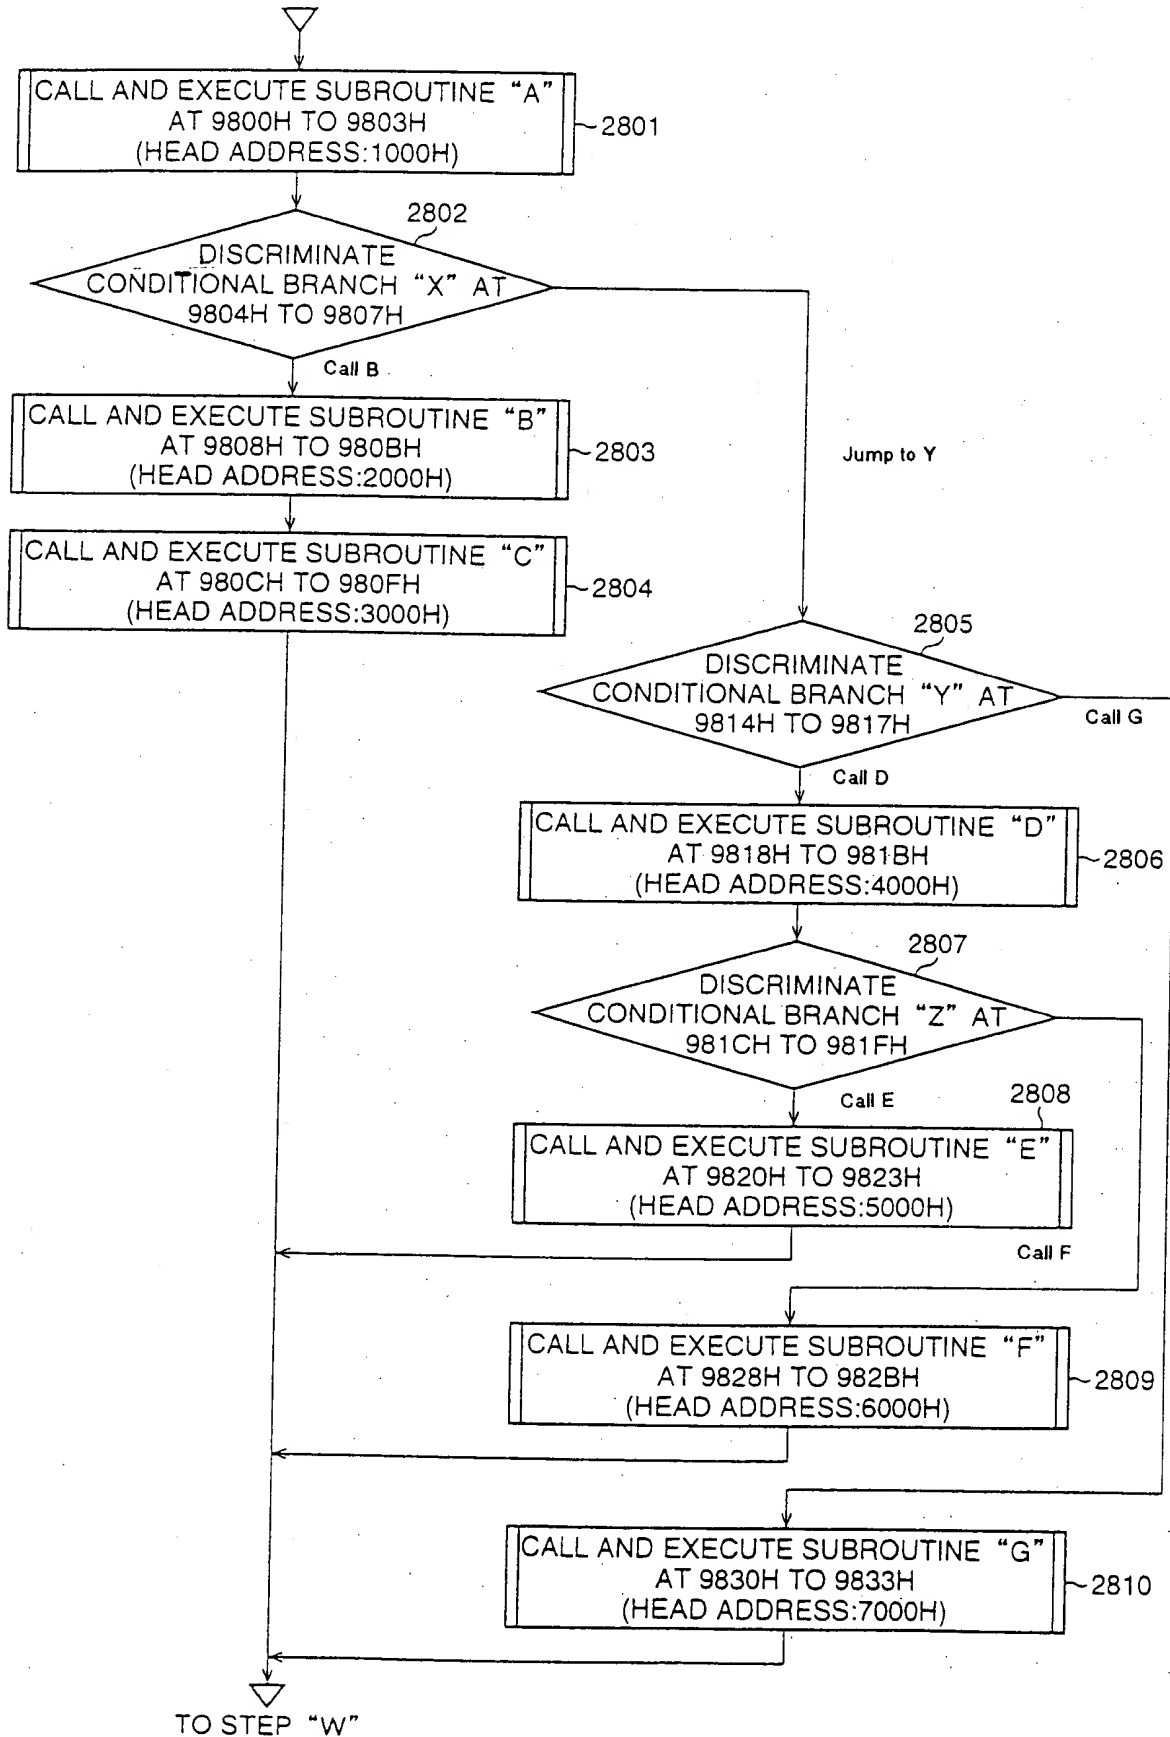 CALL AND EXECUTE SUBROUTINE "A"
AT 9800H TO 9803H
(HEAD ADDRESS:1000H)
2801
2802
DISCRIMINATE
CONDITIONAL BRANCH "X" AT
9804H TO 9807H
Call B
CALL AND EXECUTE SUBROUTINE "B"
AT 9808H TO 980BH
(HEAD ADDRESS:2000H)
2803
Jump to Y
CALL AND EXECUTE SUBROUTINE "C"
AT 980CH TO 980FH
(HEAD ADDRESS:3000H)
2804
2805
DISCRIMINATE
CONDITIONAL BRANCH "Y" AT
9814H TO 9817H
Call G
Call D
CALL AND EXECUTE SUBROUTINE "D"
AT 9818H TO 981BH
(HEAD ADDRESS:4000H)
2806
2807
DISCRIMINATE
CONDITIONAL BRANCH "Z" AT
981CH TO 981FH
Call E
2808
CALL AND EXECUTE SUBROUTINE "E"
AT 9820H TO 9823H
(HEAD ADDRESS:5000H)
Call F
CALL AND EXECUTE SUBROUTINE "F"
AT 9828H TO 982BH
(HEAD ADDRESS:6000H)
2809
CALL AND EXECUTE SUBROUTINE "G"
AT 9830H TO 9833H
(HEAD ADDRESS:7000H)
2810
TO STEP "W"